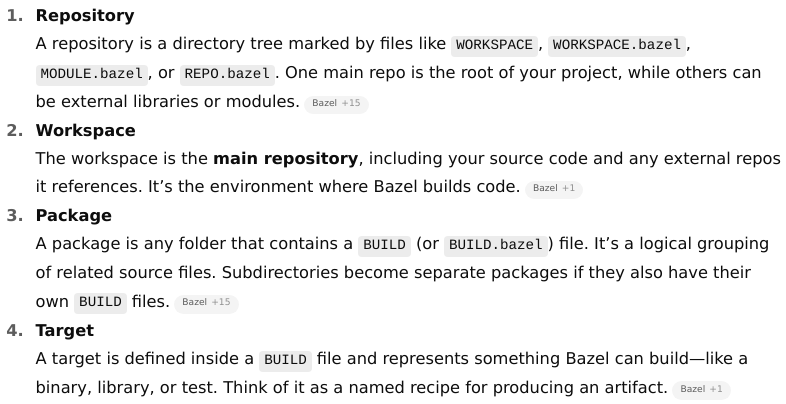 1. Repository
A repository is a directory tree marked by files like WORKSPACE, WORKSPACE.bazel,
MODULE.bazel, or REPO.bazel. One main repo is the root of your project, while others can
be external libraries or modules. Bazel +15
2. Workspace
The workspace is the main repository, including your source code and any external repos
it references. It’s the environment where Bazel builds code. Bazel +1
3. Package
A package is any folder that contains a BUILD (or BUILD.bazel) file. It’s a logical grouping
of related source files. Subdirectories become separate packages if they also have their
own BUILD files. Bazel +15
4. Target
A target is defined inside a BUILD file and represents something Bazel can build—like a
binary, library, or test. Think of it as a named recipe for producing an artifact. Bazel +1